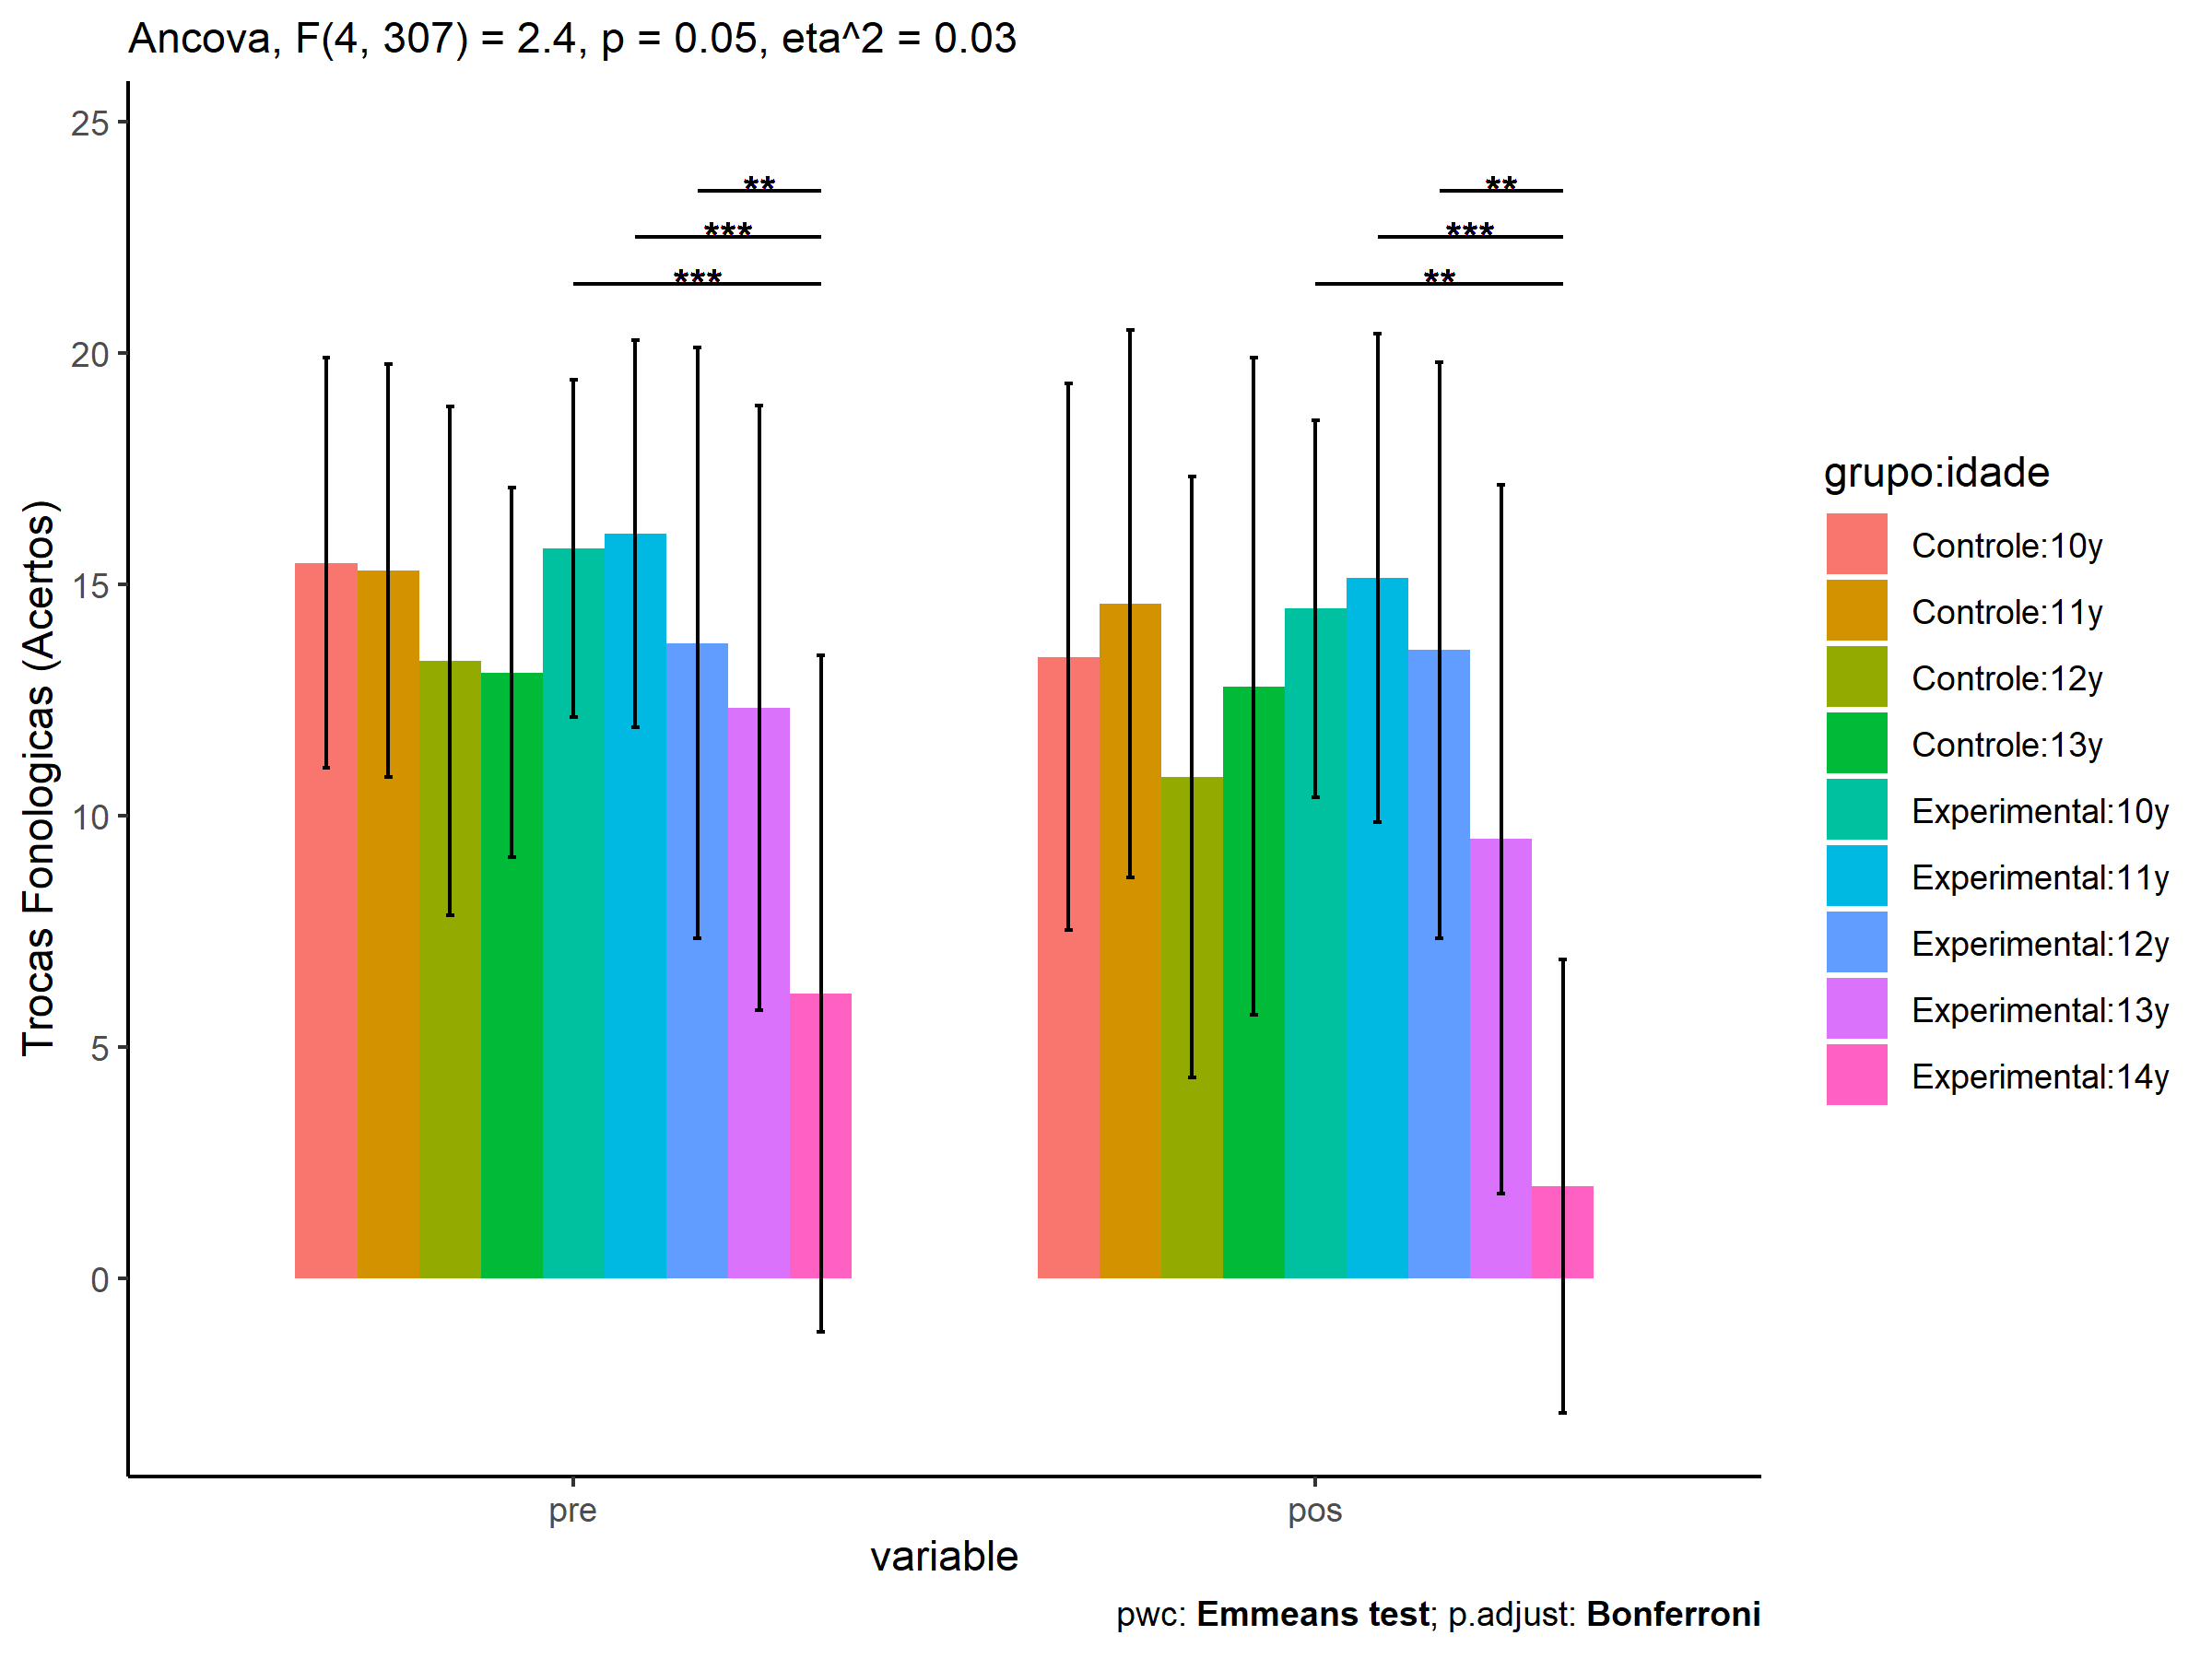 Ancova, F(4, 307) = 2.4, p = 0.05, eta^2 = 0.03
25
20
15
10
5
0
Trocas Fonologicas (Acertos)
**
***
***
**
***
**
pre
pos
variable
pwc: Emmeans test; p.adjust: Bonferroni
grupo:idade
Controle:10y
Controle:11y
Controle:12y
Controle:13y
Experimental:10y
Experimental:11y
Experimental:12y
Experimental:13y
Experimental:14y